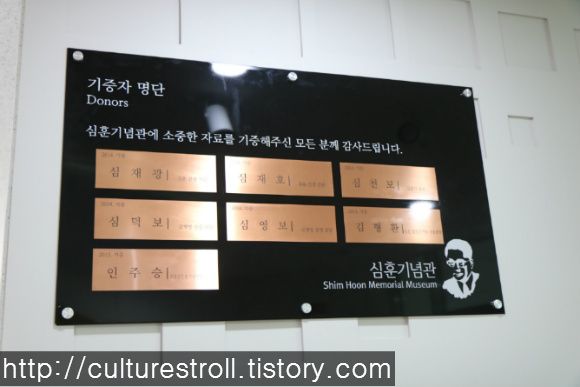 기증자 명단
Donors
심훈기념관에 소중한 자료를 기증해주신 모든 분께 감사드립니다.
심재광
심재호
심천보
심덕보
심영보
김형환
인주승
심훈기념관
Shim Hoon Memorial Museum
http://culturestroll.tistory.com